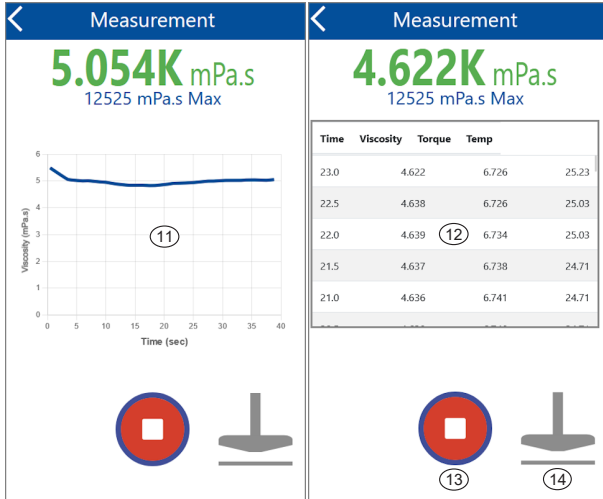 Measurement
5.054K mPa.s
12525 mPa.s Max
6
5
4
3
2
1
0
Viscosity (mPa.s)
11
0 5 10 15 20 25 30 35 40
Time (sec)
Measurement
4.622K mPa.s
12525 mPa.s Max
Time Viscosity Torque Temp
23.0 4.622 6.726 25.23
22.5 4.638 6.726 25.03
22.0 4.639 12 6.734 25.03
21.5 4.637 6.738 24.71
21.0 4.636 6.741 24.71
13
14